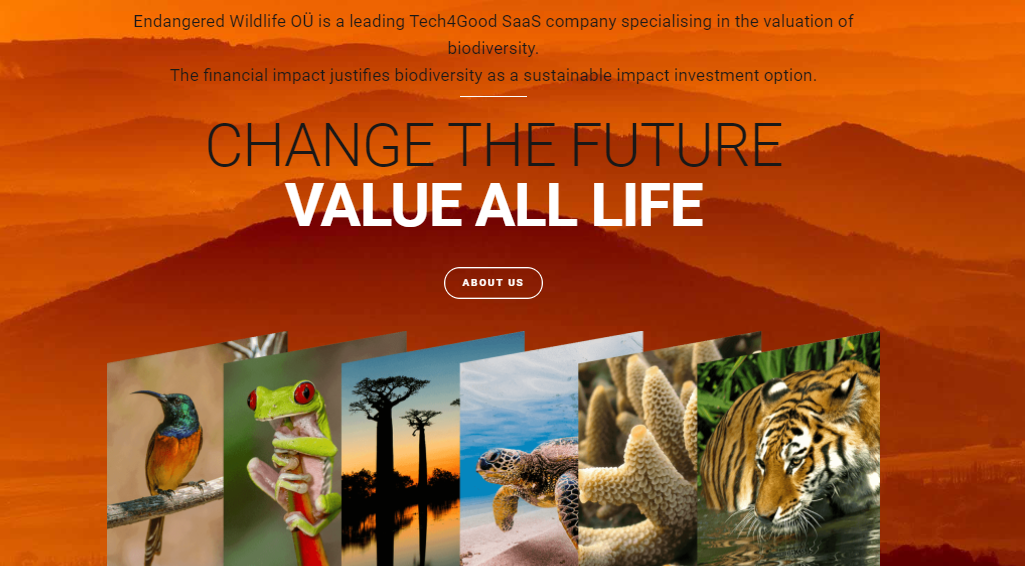 Endangered Wildlife OÜ is a leading Tech4Good SaaS company specialising in the valuation of
biodiversity.
The financial impact justifies biodiversity as a sustainable impact investment option.
CHANGE THE FUTURE
VALUE ALL LIFE
ABOUT US